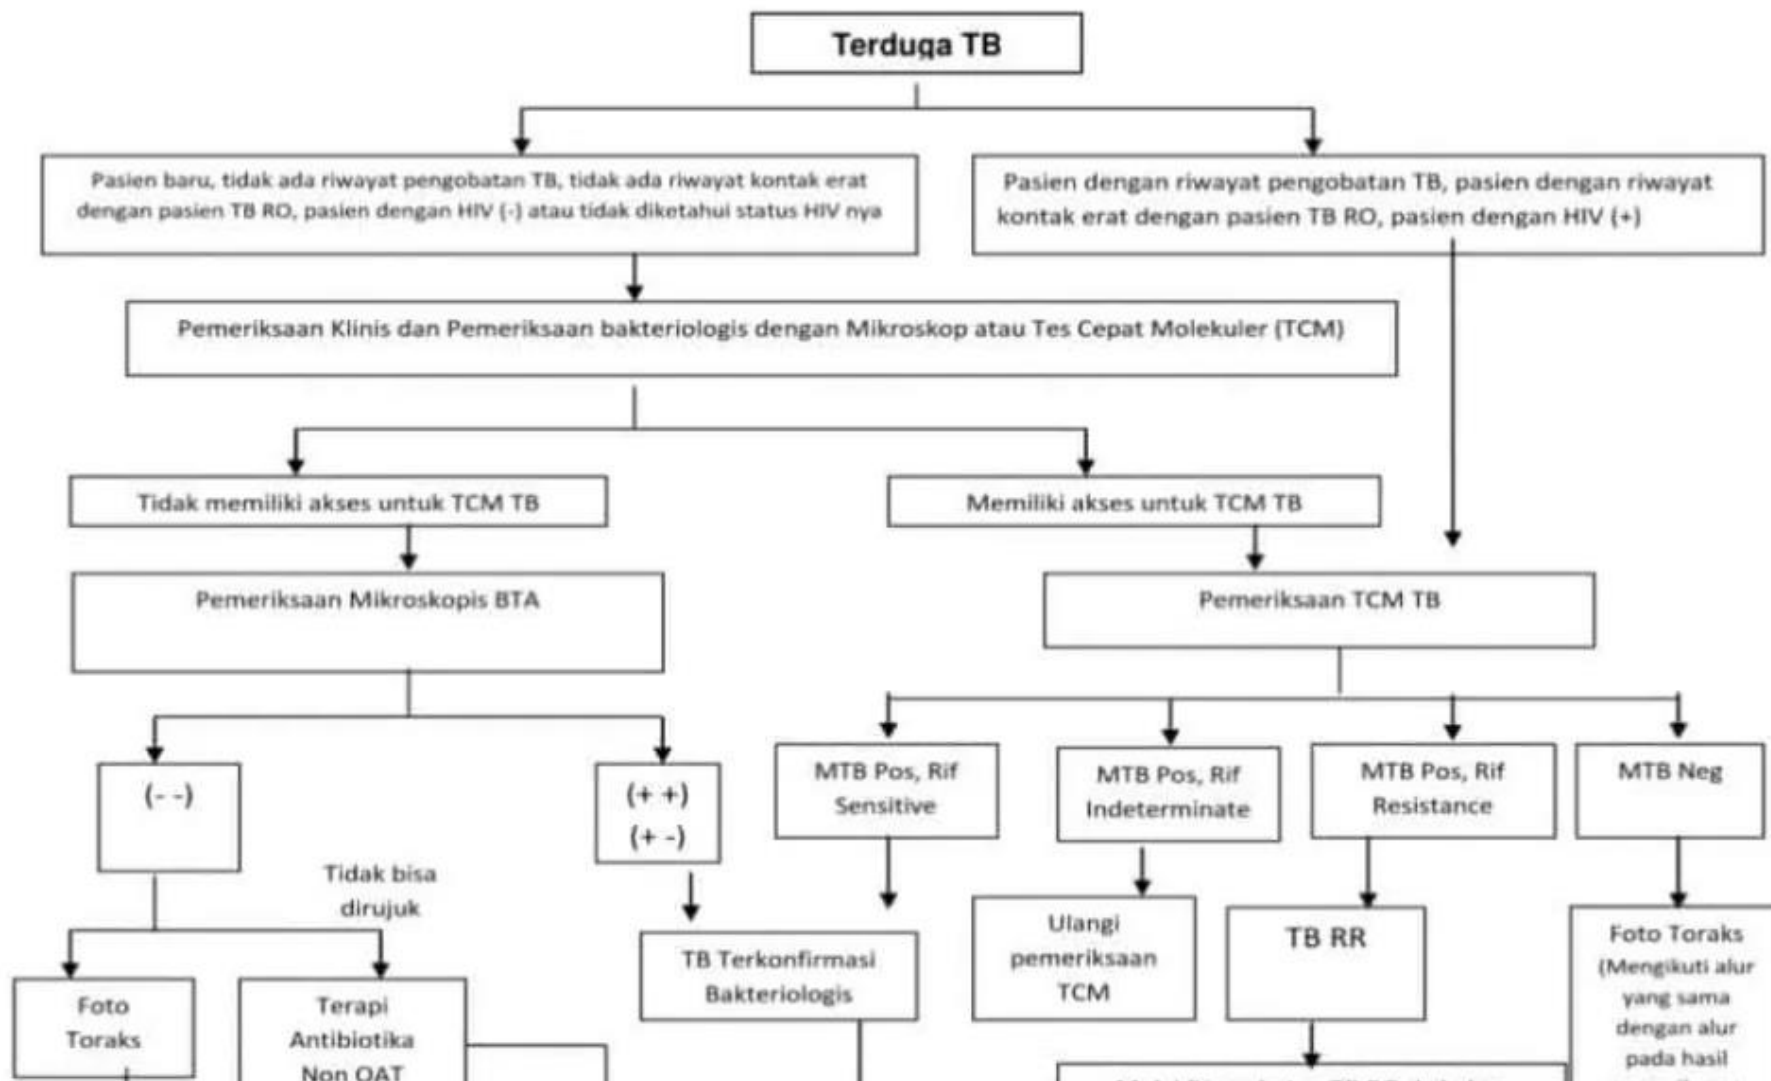 Terduga TB
Pasien baru, tidak ada riwayat pengobatan TB, tidak ada riwayat kontak erat
dengan pasien TB RO, pasien dengan HIV (-) atau tidak diketahui status HIV nya
Pasien dengan riwayat pengobatan TB, pasien dengan riwayat
kontak erat dengan pasien TB RO, pasien dengan HIV (+)
Pemeriksaan Klinis dan Pemeriksaan bakteriologis dengan Mikroskop atau Tes Cepat Molekuler (TCM)
Tidak memiliki akses untuk TCM TB
Memiliki akses untuk TCM TB
Pemeriksaan Mikroskopis BTA
Pemeriksaan TCM TB
(- -)
(+ +)
(+ -)
MTB Pos, Rif
Sensitive
MTB Pos, Rif
Indeterminate
MTB Pos, Rif
Resistance
MTB Neg
Tidak bisa
dirujuk
Foto
Toraks
Terapi
Antibiotika
Non OAT
TB Terkonfirmasi
Bakteriologis
Ulangi
pemeriksaan
TCM
TB RR
Foto Toraks
(Mengikuti alur
yang sama
dengan alur
pada hasil